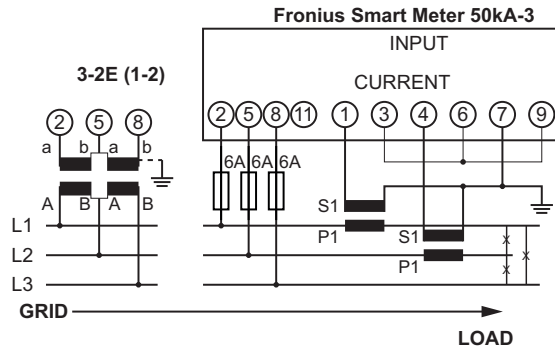 Fronius Smart Meter 50kA-3
INPUT
3-2E (1-2)
CURRENT
2 5 8 2 5 8 11 1 3 4 6 7 9
a b a b
6A 6A 6A
A B A B
S1
L1
P1 S1
L2
P1
L3
GRID
LOAD